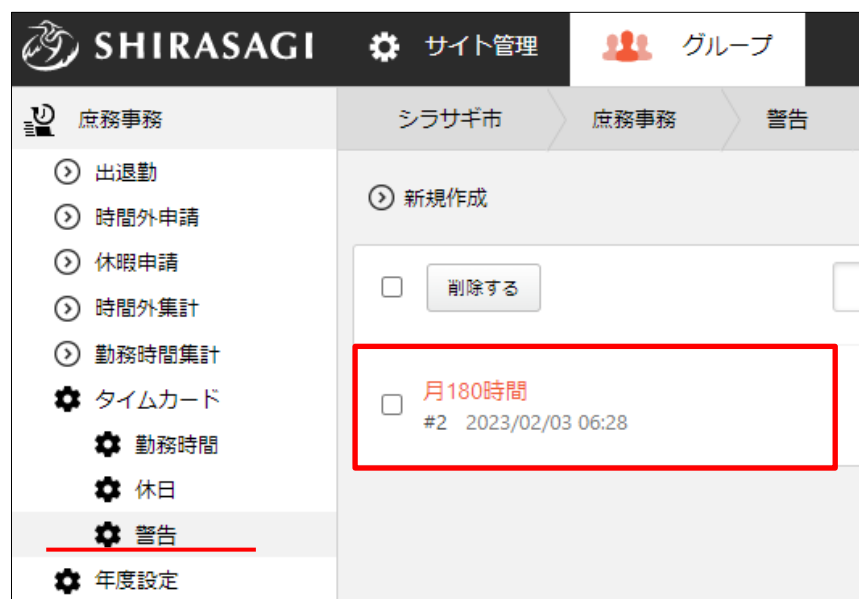 SHIRASAGI
サイト管理
グループ
庶務事務
シラサギ市
庶務事務
警告
出退勤
時間外申請
休暇申請
時間外集計
勤務時間集計
タイムカード
勤務時間
休日
警告
年度設定
新規作成
削除する
月180時間
#2 2023/02/03 06:28